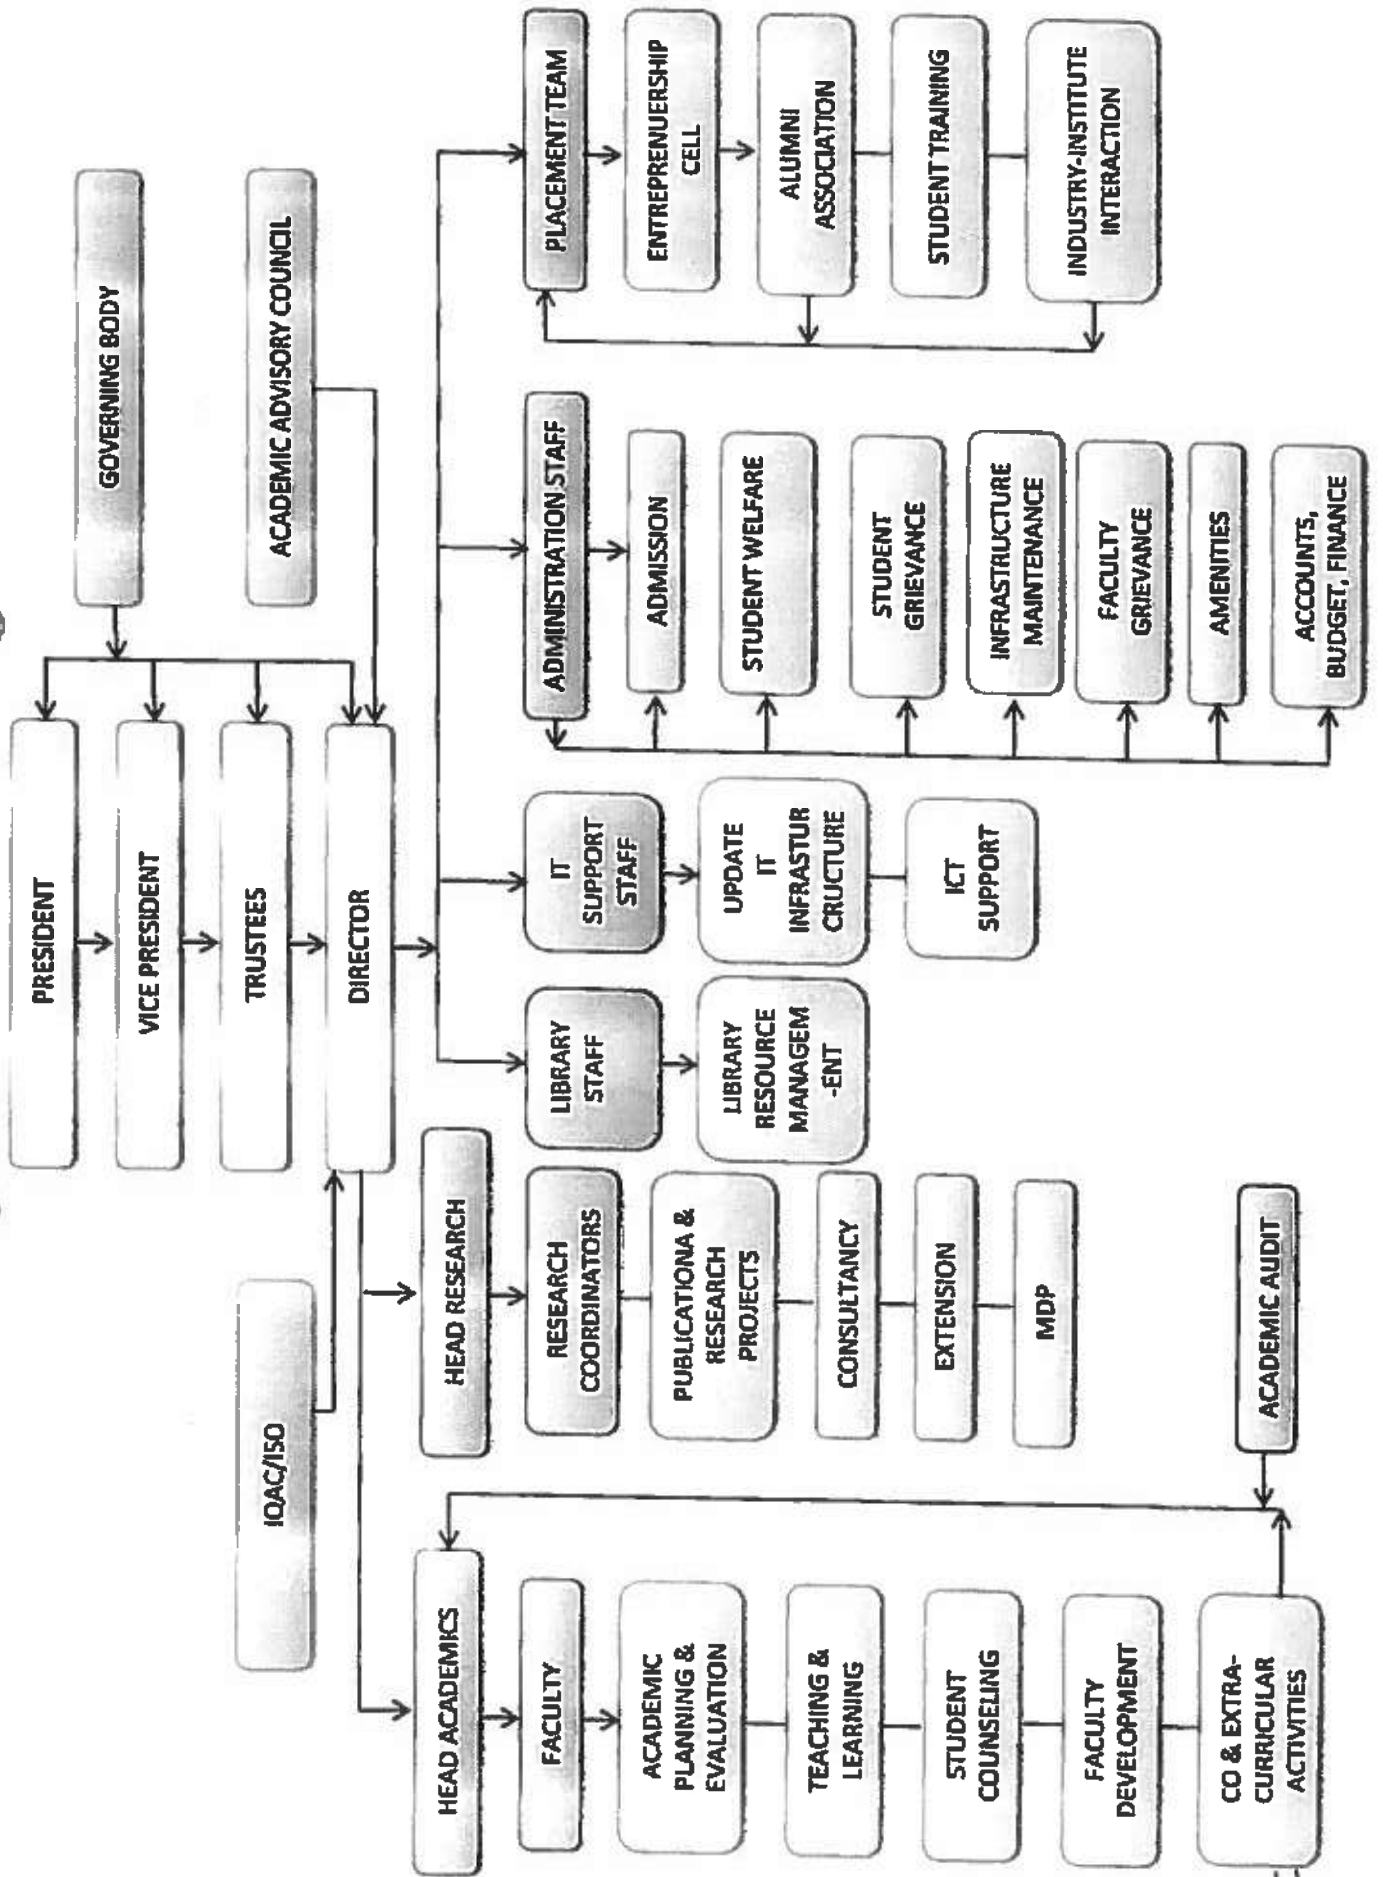 PRESIDENT
VICE PRESIDENT
TRUSTEES
DIRECTOR
GOVERNING BODY
ACADEMIC ADVISORY COUNCIL
IQAC/ISO
HEAD ACADEMICS
FACULTY
ACADEMIC
PLANNING &
EVALUATION
TEACHING &
LEARNING
STUDENT
COUNSELING
FACULTY
DEVELOPMENT
CO & EXTRA-
CURRICULAR
ACTIVITIES
ACADEMIC AUDIT
HEAD RESEARCH
RESEARCH
COORDINATORS
PUBLICATIONA &
RESEARCH
PROJECTS
CONSULTANCY
EXTENSION
MDP
LIBRARY
STAFF
LIBRARY
RESOURCE
MANAGEM
-ENT
IT
SUPPORT
STAFF
UPDATE
IT
INFRASTUR
CRUCTURE
ICT
SUPPORT
ADMINISTRATION STAFF
ADMISSION
STUDENT WELFARE
STUDENT
GRIEVANCE
INFRASTRUCTURE
MAINTENANCE
FACULTY
GRIEVANCE
AMENITIES
ACCOUNTS,
BUDGET, FINANCE
PLACEMENT TEAM
ENTREPRENUERSHIP
CELL
ALUMNI
ASSOCIATION
STUDENT TRAINING
INDUSTRY-INSTITUTE
INTERACTION